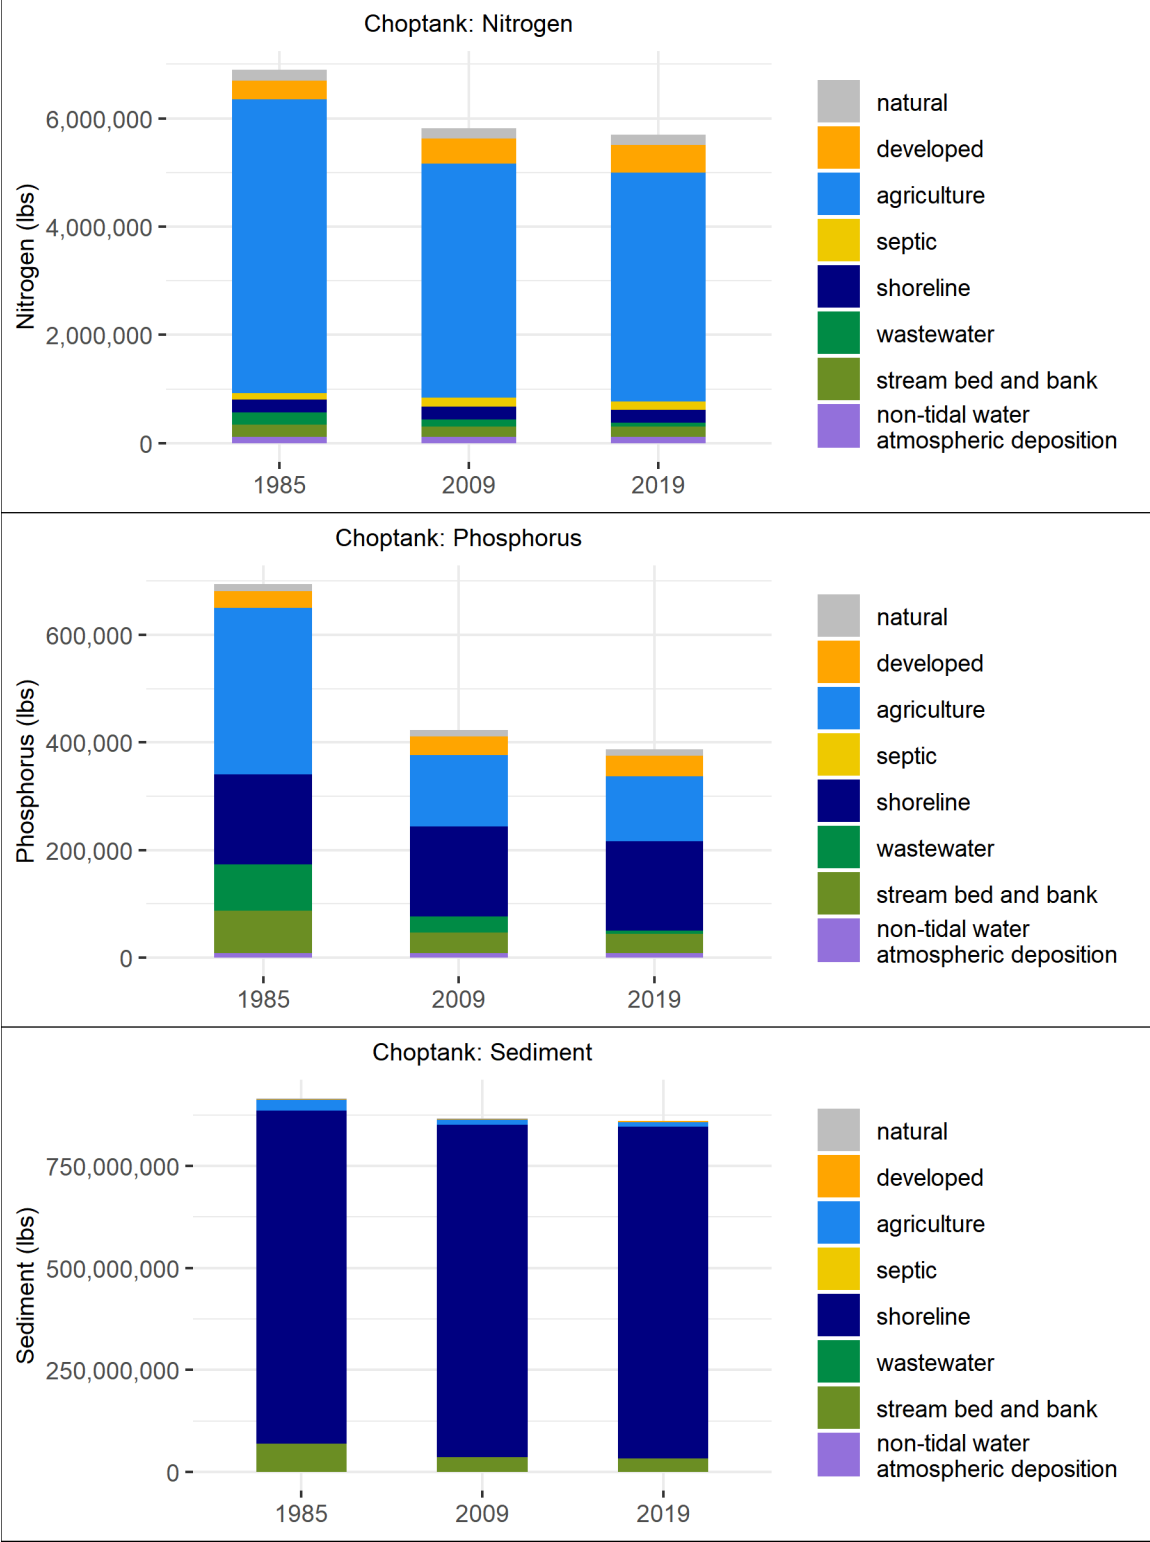 Choptank: Nitrogen
Nitrogen (lbs)
6,000,000
4,000,000
2,000,000
0
1985 2009 2019
natural
developed
agriculture
septic
shoreline
wastewater
stream bed and bank
non-tidal water
atmospheric deposition
Choptank: Phosphorus
Phosphorus (lbs)
600,000
400,000
200,000
0
1985 2009 2019
natural
developed
agriculture
septic
shoreline
wastewater
stream bed and bank
non-tidal water
atmospheric deposition
Choptank: Sediment
Sediment (lbs)
750,000,000
500,000,000
250,000,000
0
1985 2009 2019
natural
developed
agriculture
septic
shoreline
wastewater
stream bed and bank
non-tidal water
atmospheric deposition